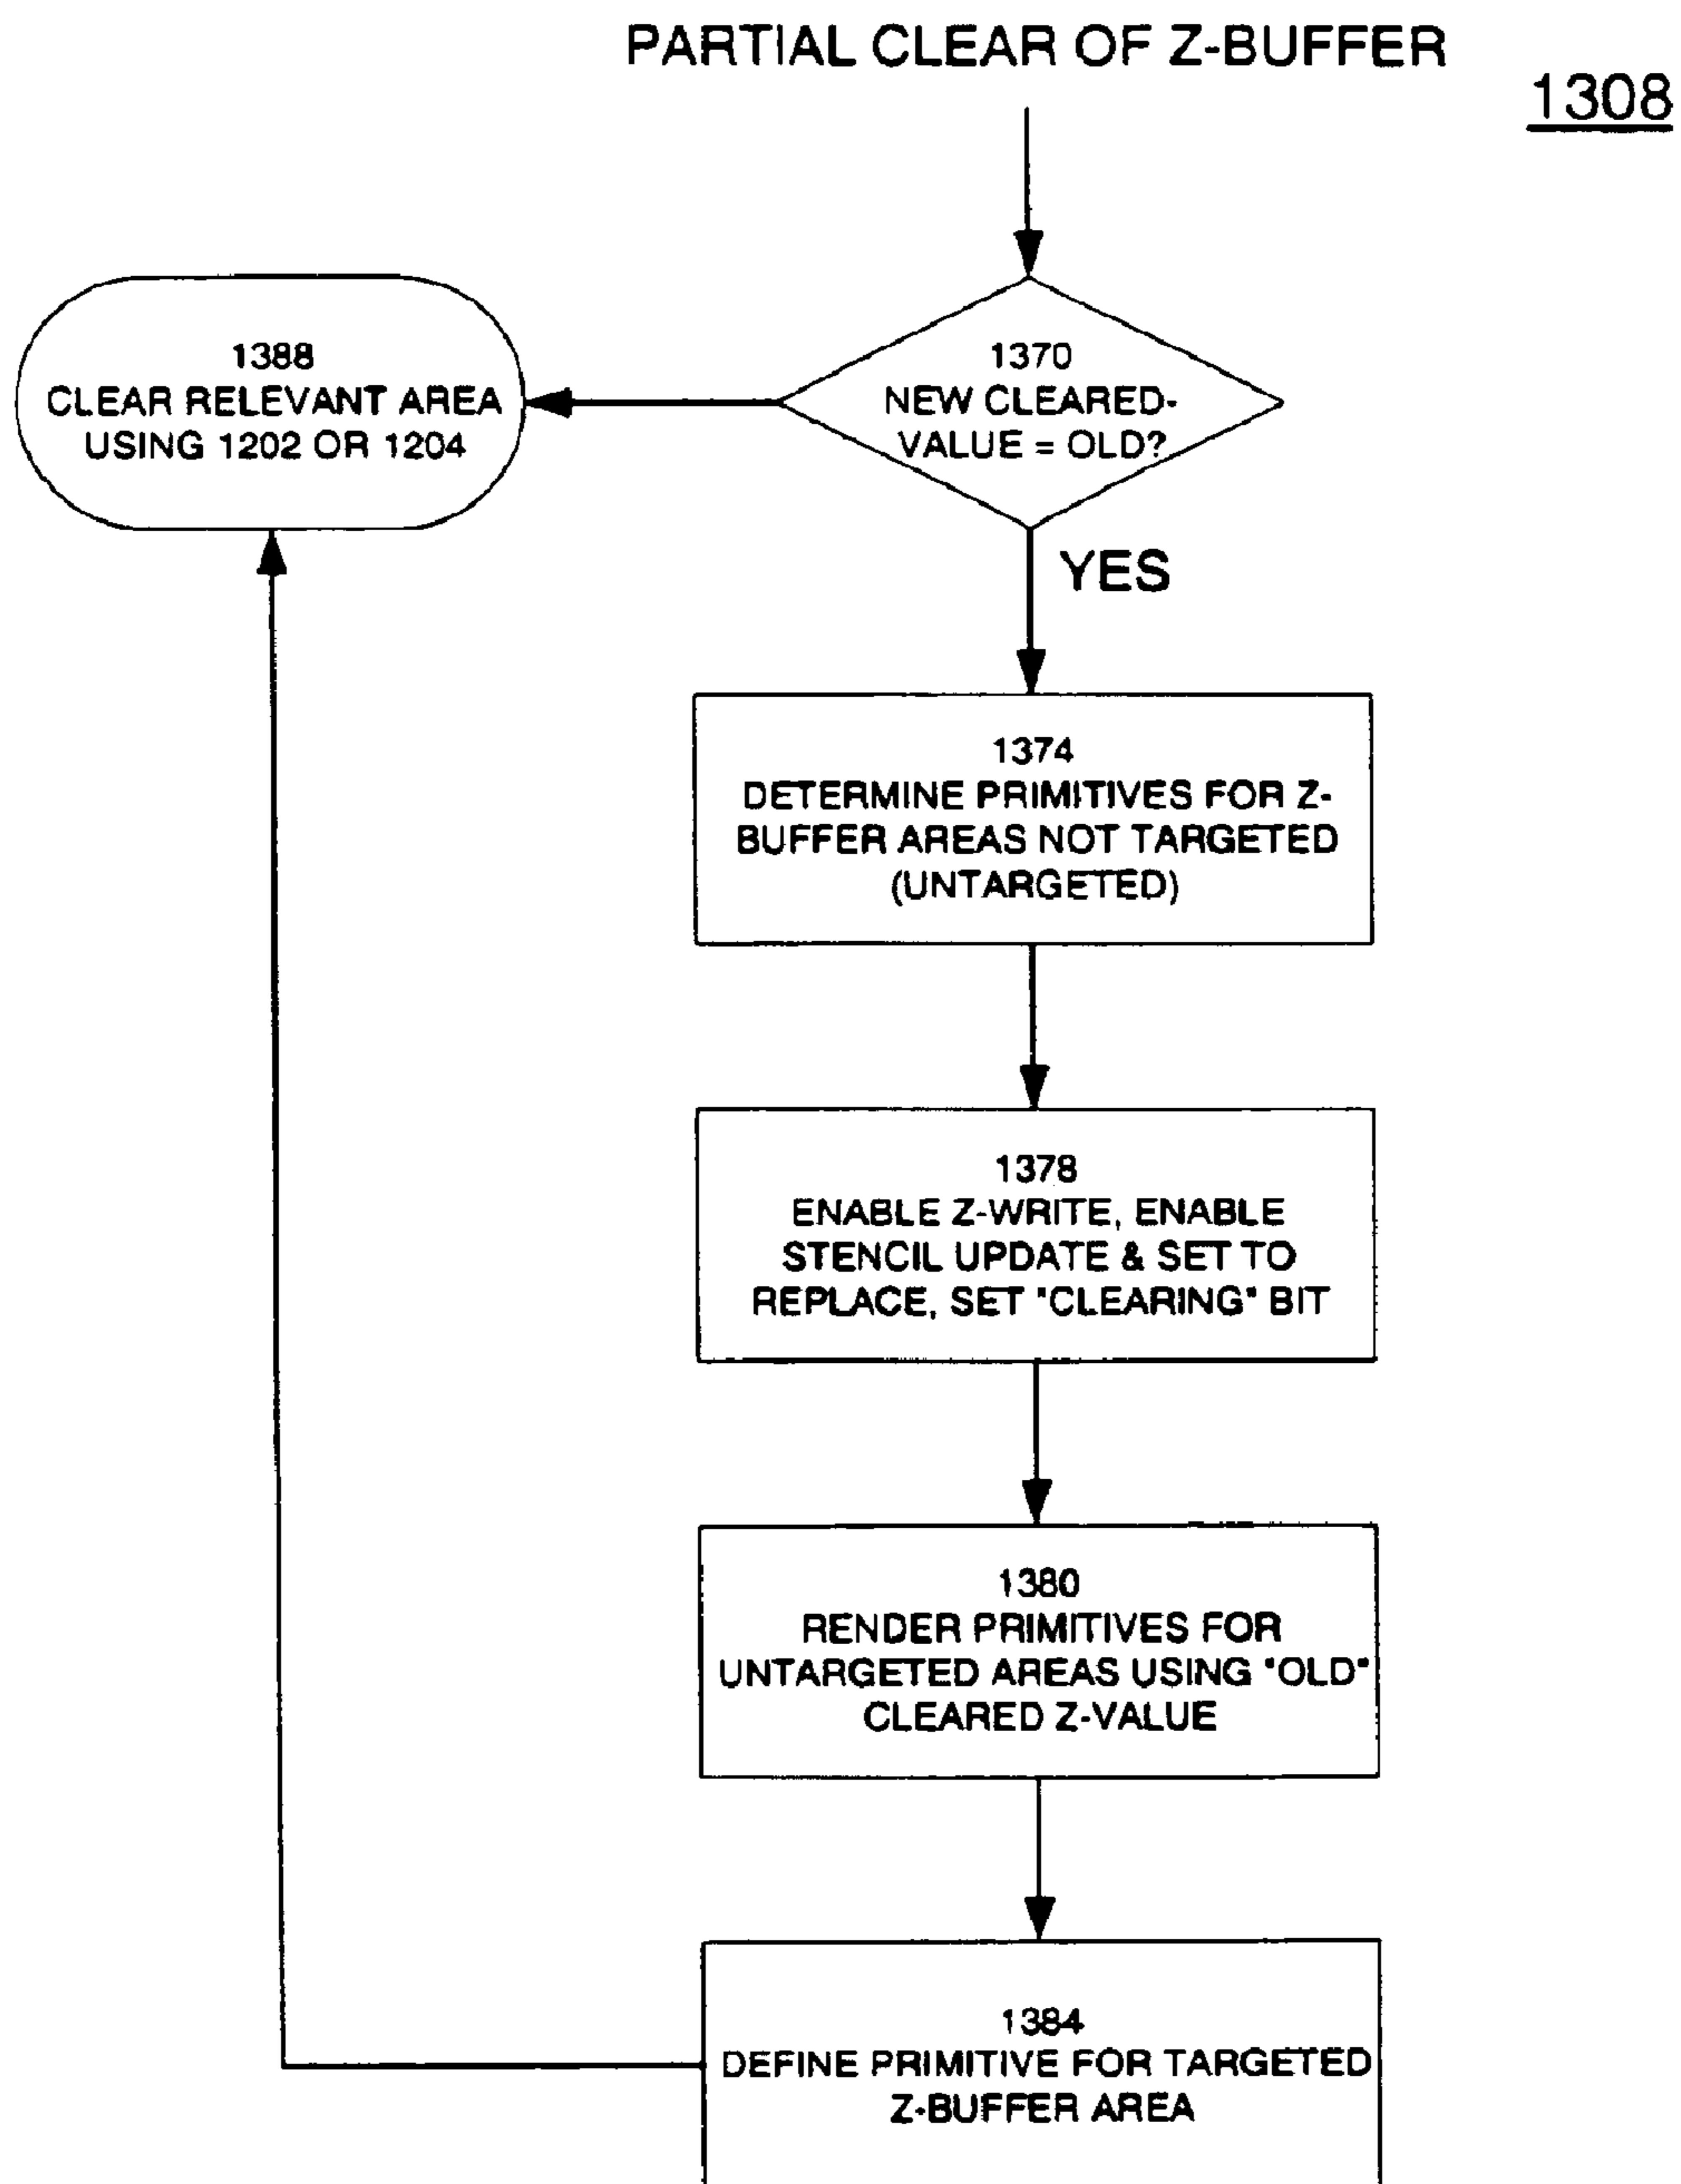 PARTIAL CLEAR OF Z-BUFFER
1308
1388
CLEAR RELEVANT AREA
USING 1202 OR 1204
1370
NEW CLEARED-
VALUE = OLD?
YES
1374
DETERMINE PRIMITIVES FOR Z-
BUFFER AREAS NOT TARGETED
(UNTARGETED)
1378
ENABLE Z-WRITE, ENABLE
STENCIL UPDATE & SET TO
REPLACE, SET "CLEARING" BIT
1380
RENDER PRIMITIVES FOR
UNTARGETED AREAS USING "OLD"
CLEARED Z-VALUE
1384
DEFINE PRIMITIVE FOR TARGETED
Z-BUFFER AREA